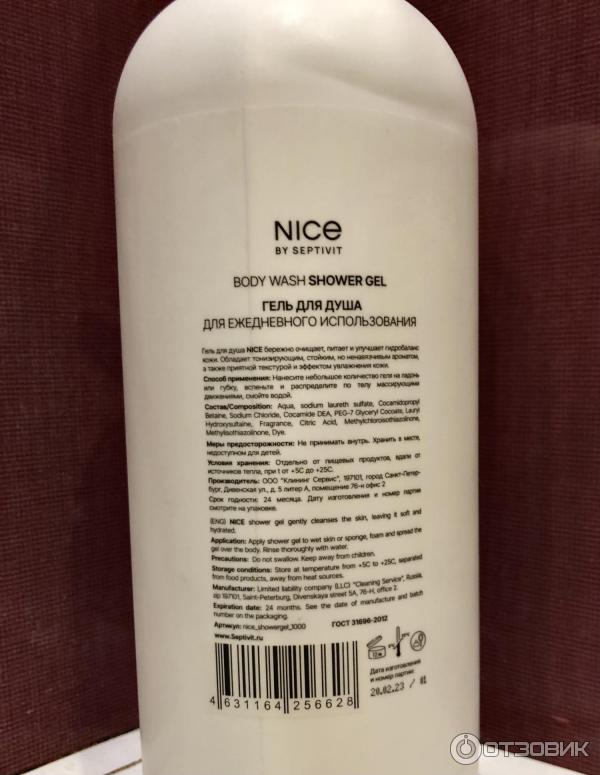 NICE
BY SEPTIVIT
BODY WASH SHOWER GEL
ГЕЛЬ ДЛЯ ДУША
ДЛЯ ЕЖЕДНЕВНОГО ИСПОЛЬЗОВАНИЯ
Гель для душа NICE бережно очищает, питает и улучшает гидробаланс
кожи. Обладает тонизирующим, стойким, но ненавязчивым ароматом,
а также приятной текстурой и эффектом увлажнения кожи.
Способ применения: Нанесите небольшое количество геля на ладонь
или губку, вспеньте и распределите по телу массирующими
движениями, смойте водой.
Состав/Composition: Aqua, sodium laureth sulfate, Cocamidopropyl
Betaine, Sodium Chloride, Cocamide DEA, PEG-7 Glyceryl Cocoate, Lauryl
Hydroxysultaine, Fragrance, Citric Acid, Methylchloroisothiazolinone,
Methylisothiazolinone, Dye.
Меры предосторожности: Не принимать внутрь. Хранить в месте,
недоступном для детей.
Условия хранения: Отдельно от пищевых продуктов, вдали от
источников тепла, при t от +5С до +25С.
Производитель: ООО "Клининг Сервис", 197101, город Санкт-Петер-
бург, Дивенская ул., д. 5 литер А, помещение 76-н офис 2
Срок годности: 24 месяца. Дату изготовления и номер партии
смотрите на упаковке.
(ENG) NICE shower gel gently cleanses the skin, leaving it soft and
hydrated.
Application: Apply shower gel to wet skin or sponge, foam and spread the
gel over the body. Rinse thoroughly with water.
Precautions: Do not swallow. Keep away from children.
Storage conditions: Store at temperature from +5C to +25C, separated
from food products, away from heat sources.
Manufacturer: Limited liability company (LLC) "Cleaning Service", Russia,
zip 197101, Saint-Peterburg, Divenskaya street 5A, 76-H, office 2.
Expiration date: 24 months. See the date of manufacture and batch
number on the packaging.
Артикул: nice_showergel_1000
ГОСТ 31696-2012
www.Septivit.ru
Дата изготовления
и номер партии:
20.02.23 / 01
4 631164 256628
ОТЗОВИК